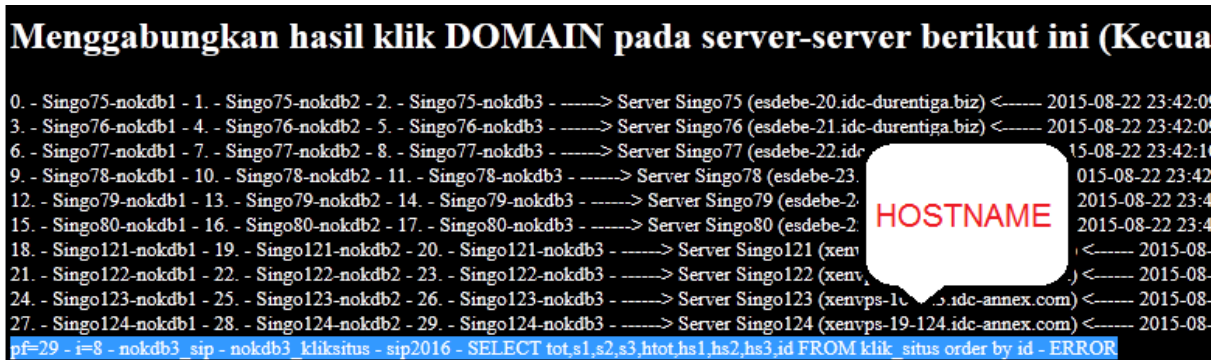 Menggabungkan hasil klik DOMAIN pada server-server berikut ini (Kecua
0. - Singo75-nokdb1 - 1. - Singo75-nokdb2 - 2. - Singo75-nokdb3 - ------> Server Singo75 (esdebe-20.idc-durentiga.biz) <------ 2015-08-22 23:42:09
3. - Singo76-nokdb1 - 4. - Singo76-nokdb2 - 5. - Singo76-nokdb3 - ------> Server Singo76 (esdebe-21.idc-durentiga.biz) <------ 2015-08-22 23:42:09
6. - Singo77-nokdb1 - 7. - Singo77-nokdb2 - 8. - Singo77-nokdb3 - ------> Server Singo77 (esdebe-22.idc 15-08-22 23:42:10
9. - Singo78-nokdb1 - 10. - Singo78-nokdb2 - 11. - Singo78-nokdb3 - ------> Server Singo78 (esdebe-23. 015-08-22 23:42
12. - Singo79-nokdb1 - 13. - Singo79-nokdb2 - 14. - Singo79-nokdb3 - ------> Server Singo79 (esdebe-2 2015-08-22 23:4
15. - Singo80-nokdb1 - 16. - Singo80-nokdb2 - 17. - Singo80-nokdb3 - ------> Server Singo80 (esdebe-2 2015-08-22 23:4
HOSTNAME
18. - Singo121-nokdb1 - 19. - Singo121-nokdb2 - 20. - Singo121-nokdb3 - ------> Server Singo121 (xen <------ 2015-08-
21. - Singo122-nokdb1 - 22. - Singo122-nokdb2 - 23. - Singo122-nokdb3 - ------> Server Singo122 (xenv ) <------ 2015-08-
24. - Singo123-nokdb1 - 25. - Singo123-nokdb2 - 26. - Singo123-nokdb3 - ------> Server Singo123 (xenvps- .idc-annex.com) <------ 2015-08-
27. - Singo124-nokdb1 - 28. - Singo124-nokdb2 - 29. - Singo124-nokdb3 - ------> Server Singo124 (xenvps-19-124.idc-annex.com) <------ 2015-08-
pf=29 - i=8 - nokdb3_sip - nokdb3_kliksitus - sip2016 - SELECT tot,s1,s2,s3,htot,hs1,hs2,hs3,id FROM klik_situs order by id - ERROR